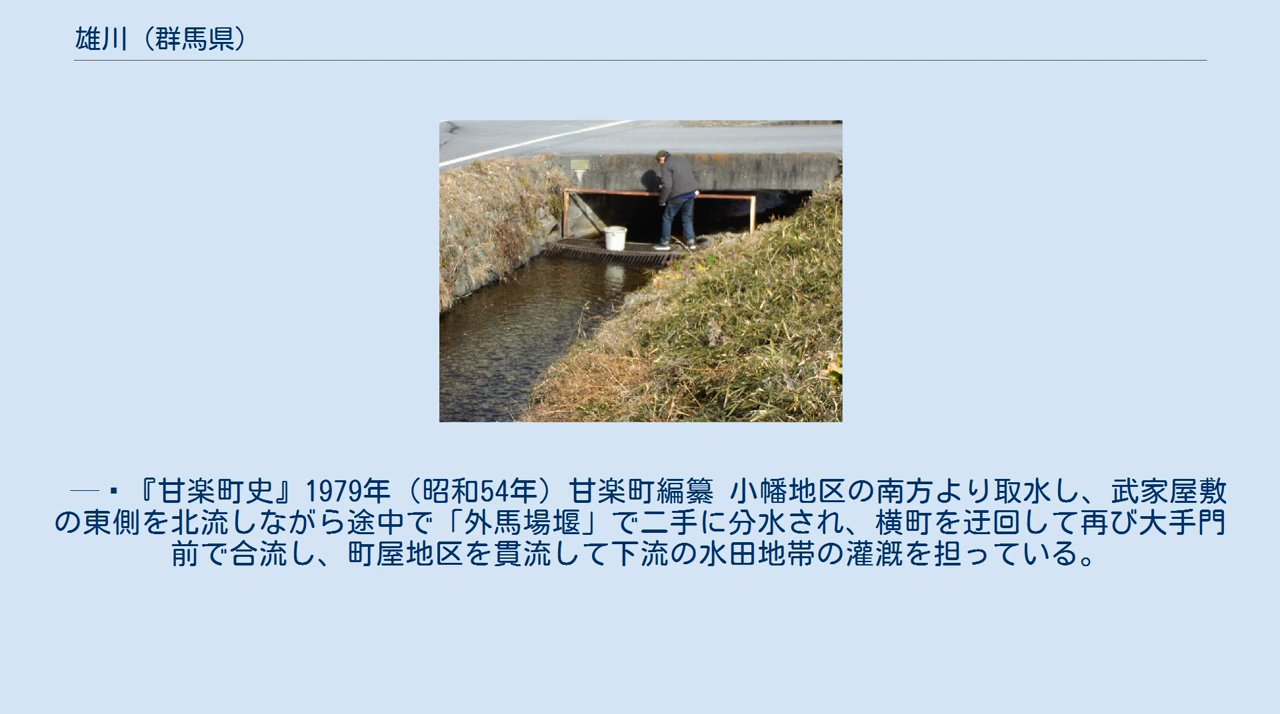 雄川（群馬県）
─▪『甘楽町史』1979年（昭和54年）甘楽町編纂 小幡地区の南方より取水し、武家屋敷
の東側を北流しながら途中で「外馬場堰」で二手に分水され、横町を迂回して再び大手門
前で合流し、町屋地区を貫流して下流の水田地帯の灌漑を担っている。